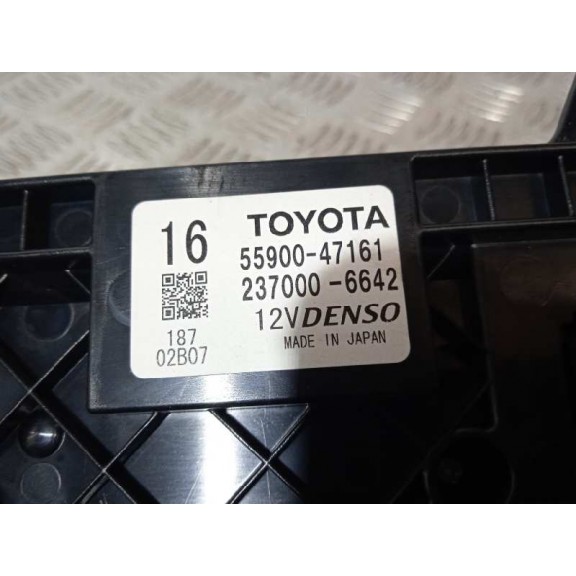 16 TOYOTA
55900-47161
237000-6642
12V DENSO
187
02B07
MADE IN JAPAN